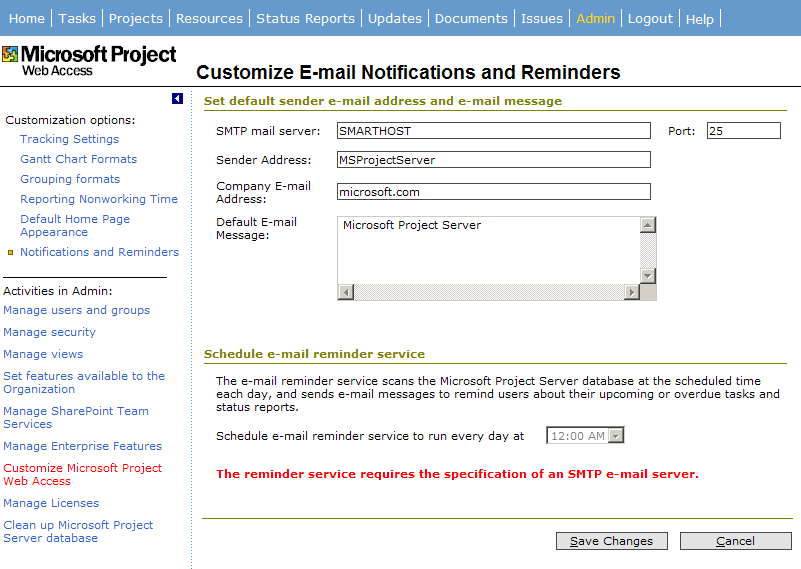 Home Tasks Projects Resources Status Reports Updates Documents Issues Admin Logout Help
Microsoft Project
Web Access
Customize E-mail Notifications and Reminders
Customization options:
Tracking Settings
Gantt Chart Formats
Grouping formats
Reporting Nonworking Time
Default Home Page
Appearance
Notifications and Reminders
Activities in Admin:
Manage users and groups
Manage security
Manage views
Set features available to the
Organization
Manage SharePoint Team
Services
Manage Enterprise Features
Customize Microsoft Project
Web Access
Manage Licenses
Clean up Microsoft Project
Server database
Set default sender e-mail address and e-mail message
SMTP mail server: SMARTHOST Port: 25
Sender Address: MSProjectServer
Company E-mail
Address:
microsoft.com
Default E-mail
Message:
Microsoft Project Server
Schedule e-mail reminder service
The e-mail reminder service scans the Microsoft Project Server database at the scheduled time
each day, and sends e-mail messages to remind users about their upcoming or overdue tasks and
status reports.
Schedule e-mail reminder service to run every day at 12:00 AM
The reminder service requires the specification of an SMTP e-mail server.
Save Changes Cancel